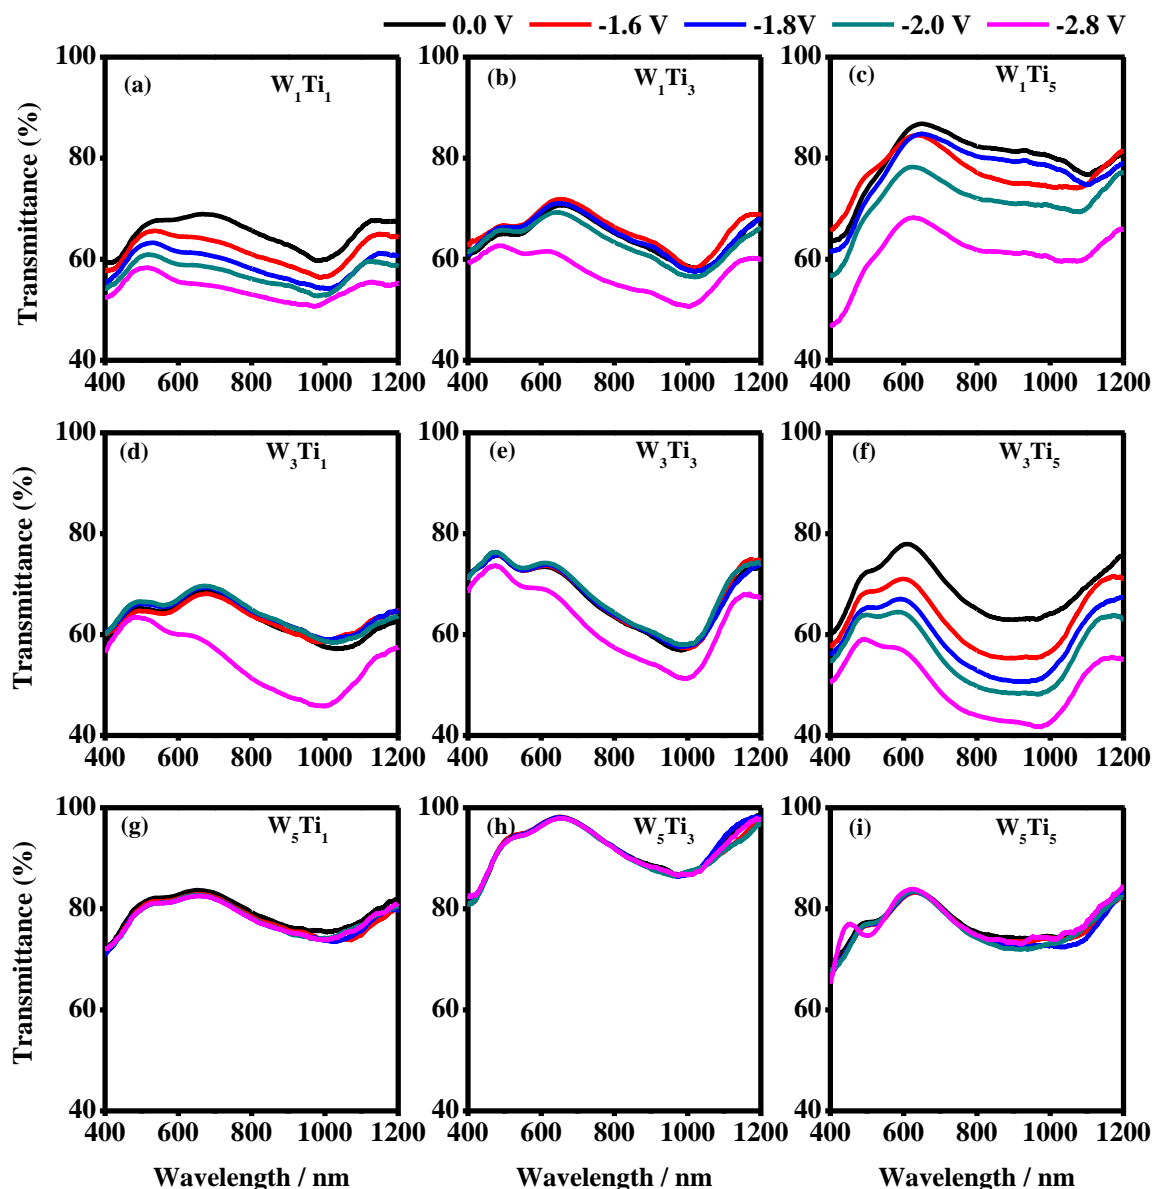 0.0 V -1.6 V -1.8V -2.0 V -2.8 V
(a) W1Ti1
(b) W1Ti3
(c) W1Ti5
Transmittance (%)
100
80
60
40
400 600 800 1000 1200
100
80
60
40
400 600 800 1000 1200
100
80
60
40
400 600 800 1000 1200
(d) W3Ti1
(e) W3Ti3
(f) W3Ti5
Transmittance (%)
100
80
60
40
400 600 800 1000 1200
100
80
60
40
400 600 800 1000 1200
100
80
60
40
400 600 800 1000 1200
(g) W5Ti1
(h) W5Ti3
(i) W5Ti5
Transmittance (%)
100
80
60
40
400 600 800 1000 1200
100
80
60
40
400 600 800 1000 1200
100
80
60
40
400 600 800 1000 1200
Wavelength / nm
Wavelength / nm
Wavelength / nm